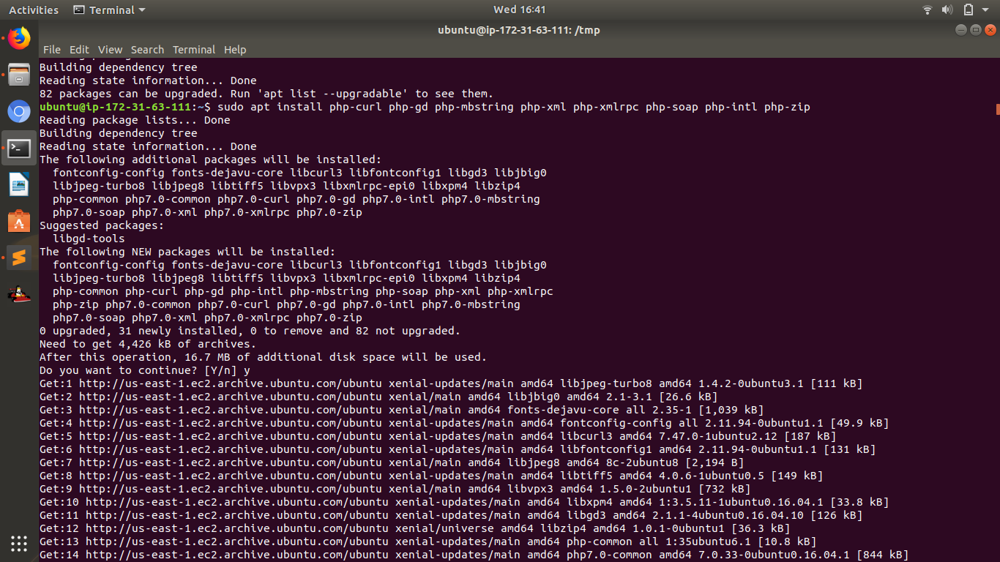 Activities Terminal Wed 16:41
ubuntu@ip-172-31-63-111: /tmp
File Edit View Search Terminal Help
Building dependency tree
Reading state information... Done
82 packages can be upgraded. Run 'apt list --upgradable' to see them.
ubuntu@ip-172-31-63-111:~$ sudo apt install php-curl php-gd php-mbstring php-xml php-xmlrpc php-soap php-intl php-zip
Reading package lists... Done
Building dependency tree
Reading state information... Done
The following additional packages will be installed:
  fontconfig-config fonts-dejavu-core libcurl3 libfontconfig1 libgd3 libjbig0
  libjpeg-turbo8 libjpeg8 libtiff5 libvpx3 libxmlrpc-epi0 libxpm4 libzip4
  php-common php7.0-common php7.0-curl php7.0-gd php7.0-intl php7.0-mbstring
  php7.0-soap php7.0-xml php7.0-xmlrpc php7.0-zip
Suggested packages:
  libgd-tools
The following NEW packages will be installed:
  fontconfig-config fonts-dejavu-core libcurl3 libfontconfig1 libgd3 libjbig0
  libjpeg-turbo8 libjpeg8 libtiff5 libvpx3 libxmlrpc-epi0 libxpm4 libzip4
  php-common php-curl php-gd php-intl php-mbstring php-soap php-xml php-xmlrpc
  php-zip php7.0-common php7.0-curl php7.0-gd php7.0-intl php7.0-mbstring
  php7.0-soap php7.0-xml php7.0-xmlrpc php7.0-zip
0 upgraded, 31 newly installed, 0 to remove and 82 not upgraded.
Need to get 4,426 kB of archives.
After this operation, 16.7 MB of additional disk space will be used.
Do you want to continue? [Y/n] y
Get:1 http://us-east-1.ec2.archive.ubuntu.com/ubuntu xenial-updates/main amd64 libjpeg-turbo8 amd64 1.4.2-0ubuntu3.1 [111 kB]
Get:2 http://us-east-1.ec2.archive.ubuntu.com/ubuntu xenial/main amd64 libjbig0 amd64 2.1-3.1 [26.6 kB]
Get:3 http://us-east-1.ec2.archive.ubuntu.com/ubuntu xenial/main amd64 fonts-dejavu-core all 2.35-1 [1,039 kB]
Get:4 http://us-east-1.ec2.archive.ubuntu.com/ubuntu xenial-updates/main amd64 fontconfig-config all 2.11.94-0ubuntu1.1 [49.9 kB]
Get:5 http://us-east-1.ec2.archive.ubuntu.com/ubuntu xenial-updates/main amd64 libcurl3 amd64 7.47.0-1ubuntu2.12 [187 kB]
Get:6 http://us-east-1.ec2.archive.ubuntu.com/ubuntu xenial-updates/main amd64 libfontconfig1 amd64 2.11.94-0ubuntu1.1 [131 kB]
Get:7 http://us-east-1.ec2.archive.ubuntu.com/ubuntu xenial/main amd64 libjpeg8 amd64 8c-2ubuntu8 [2,194 B]
Get:8 http://us-east-1.ec2.archive.ubuntu.com/ubuntu xenial-updates/main amd64 libtiff5 amd64 4.0.6-1ubuntu0.5 [149 kB]
Get:9 http://us-east-1.ec2.archive.ubuntu.com/ubuntu xenial/main amd64 libvpx3 amd64 1.5.0-2ubuntu1 [732 kB]
Get:10 http://us-east-1.ec2.archive.ubuntu.com/ubuntu xenial-updates/main amd64 libxpm4 amd64 1:3.5.11-1ubuntu0.16.04.1 [33.8 kB]
Get:11 http://us-east-1.ec2.archive.ubuntu.com/ubuntu xenial-updates/main amd64 libgd3 amd64 2.1.1-4ubuntu0.16.04.10 [126 kB]
Get:12 http://us-east-1.ec2.archive.ubuntu.com/ubuntu xenial/universe amd64 libzip4 amd64 1.0.1-0ubuntu1 [36.3 kB]
Get:13 http://us-east-1.ec2.archive.ubuntu.com/ubuntu xenial-updates/main amd64 php-common all 1:35ubuntu6.1 [10.8 kB]
Get:14 http://us-east-1.ec2.archive.ubuntu.com/ubuntu xenial-updates/main amd64 php7.0-common amd64 7.0.33-0ubuntu0.16.04.1 [844 kB]